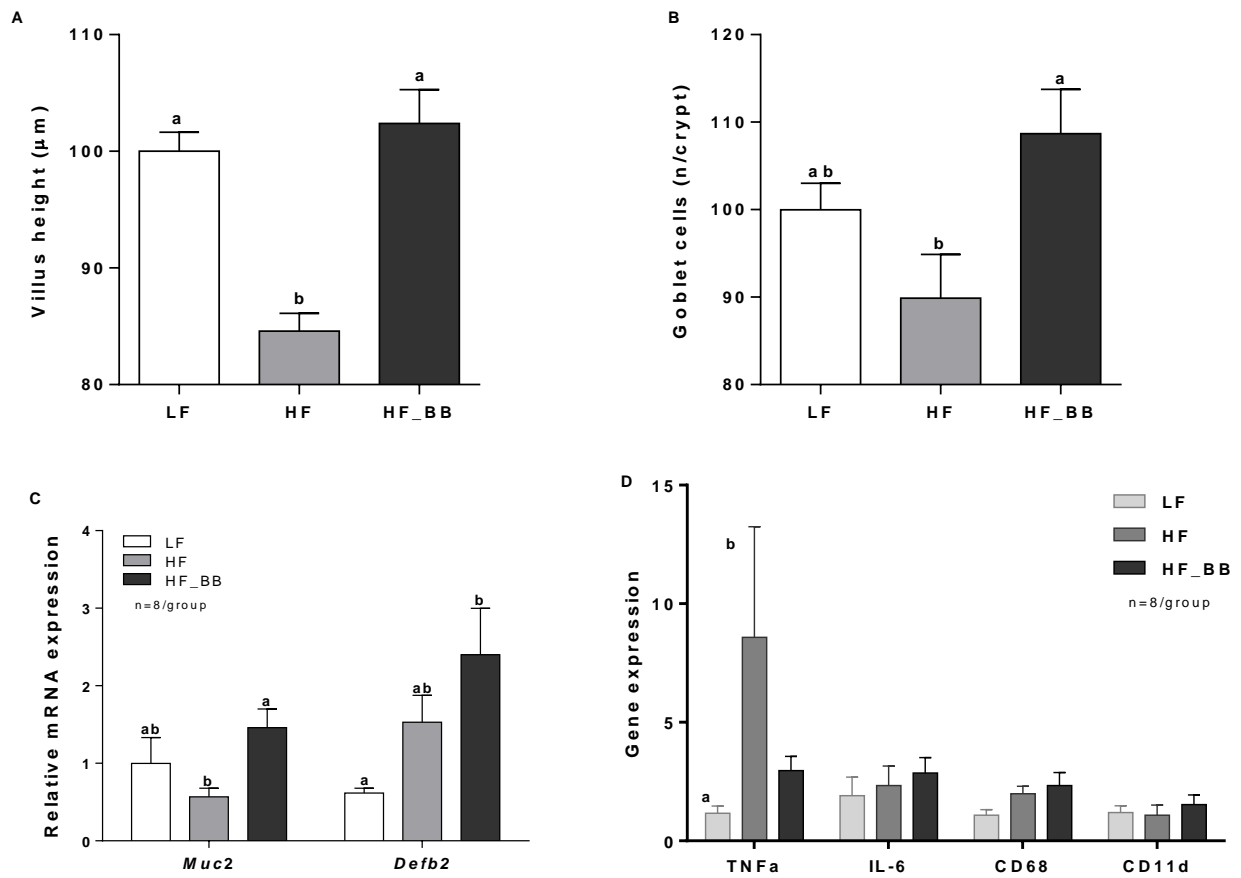 A
Villus height (μm)
110
100
90
80
a
b
a
LF
HF
HF_BB
B
Goblet cells (n/crypt)
120
110
100
90
80
a b
b
a
LF
HF
HF_BB
C
Relative mRNA expression
4
3
2
1
0
LF
HF
HF_BB
n=8/group
ab
b
a
a
ab
b
Muc2
Defb2
D
Gene expression
15
10
5
0
LF
HF
HF_BB
n=8/group
a
b
TNFa
IL-6
CD68
CD11d